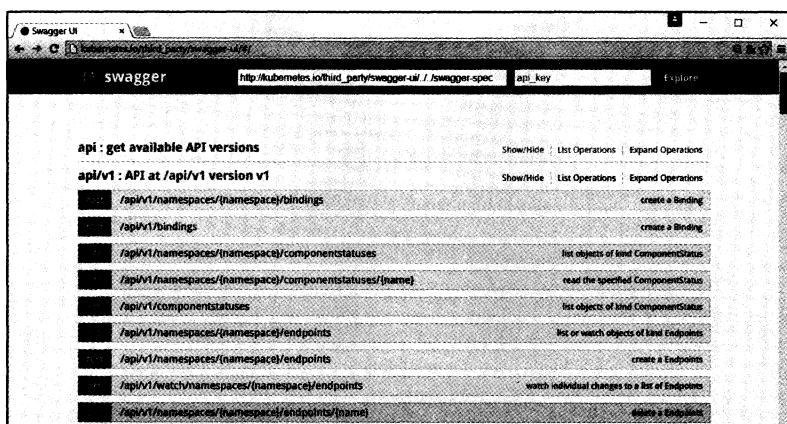 Swagger UI
kubernetes.io/third_party/swagger-ui/#/
swagger
http://kubernetes.io/third_party/swagger-ui/../../swagger-spec
api_key
Explore
api : get available API versions
Show/Hide
List Operations
Expand Operations
api/v1 : API at /api/v1 version v1
Show/Hide
List Operations
Expand Operations
/api/v1/namespaces/{namespace}/bindings
create a Binding
/api/v1/bindings
create a Binding
/api/v1/namespaces/{namespace}/componentstatuses
list objects of kind ComponentStatus
/api/v1/namespaces/{namespace}/componentstatuses/{name}
read the specified ComponentStatus
/api/v1/componentstatuses
list objects of kind ComponentStatus
/api/v1/namespaces/{namespace}/endpoints
list or watch objects of kind Endpoints
/api/v1/namespaces/{namespace}/endpoints
create a Endpoints
/api/v1/watch/namespaces/{namespace}/endpoints
watch individual changes to a list of Endpoints
/api/v1/namespaces/{namespace}/endpoints/{name}
delete a Endpoints